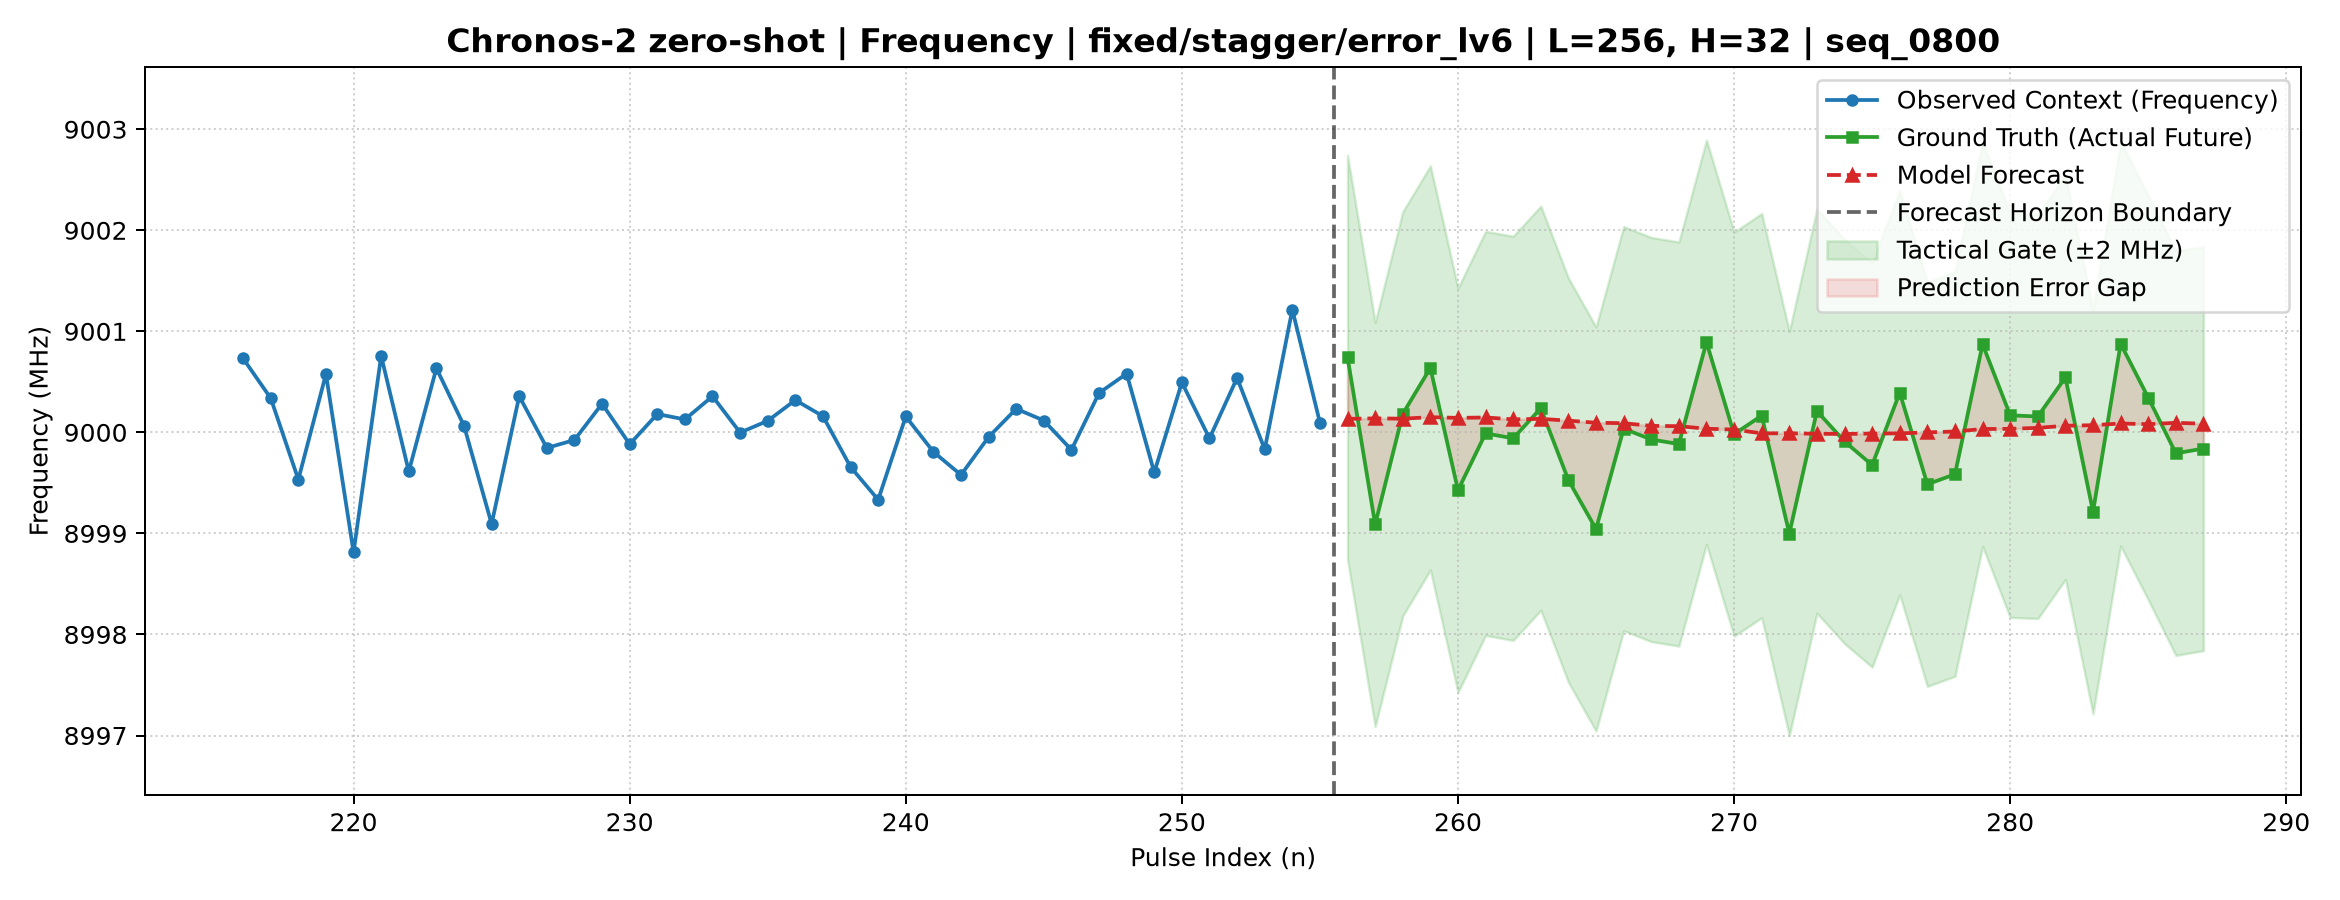 Chronos-2 zero-shot | Frequency | fixed/stagger/error_lv6 | L=256, H=32 | seq_0800
Observed Context (Frequency)
Ground Truth (Actual Future)
Model Forecast
Forecast Horizon Boundary
Tactical Gate (±2 MHz)
Prediction Error Gap
Frequency (MHz)
9003
9002
9001
9000
8999
8998
8997
220 230 240 250 260 270 280 290
Pulse Index (n)